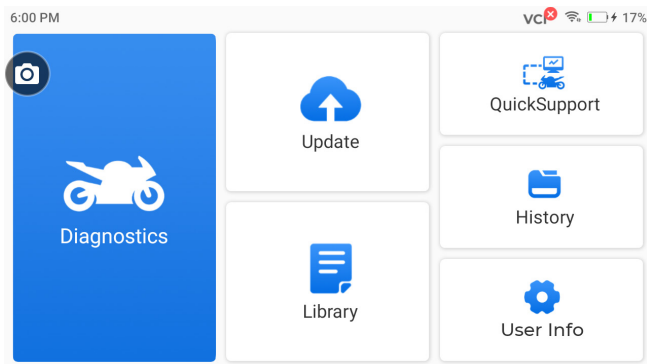 6:00 PM
VCI
17%
Diagnostics
Update
Library
QuickSupport
History
User Info